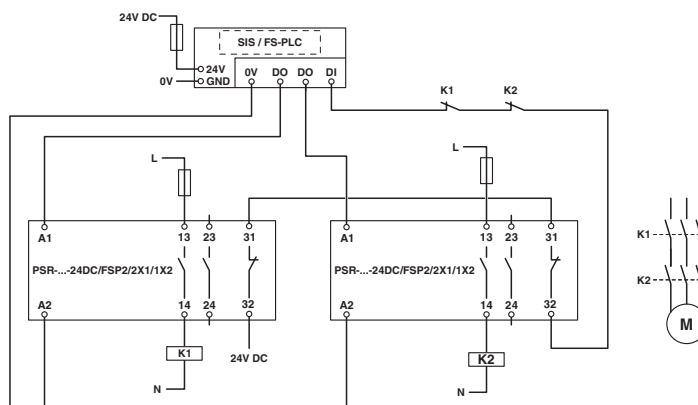 24V DC
SIS / FS-PLC
24V
0V
GND
0V DO DO DI
K1 K2
L
L
A1 13 23 31
A1 13 23 31
K1
PSR-...-24DC/FSP2/2X1/1X2
PSR-...-24DC/FSP2/2X1/1X2
K2
A2 14 24 32
A2 14 24 32
M
K1
24V DC
K2
N
N